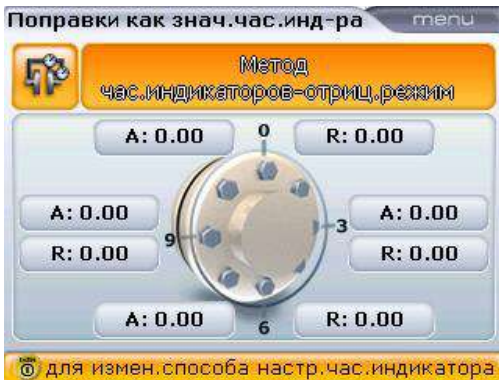 Поправки как знач.час.инд-ра menu
Метод
час.индикаторов-отриц.режим
A: 0.00 0 R: 0.00
A: 0.00 A: 0.00
9 3
R: 0.00 R: 0.00
A: 0.00 6 R: 0.00
для измен.способа настр.час.индикатора